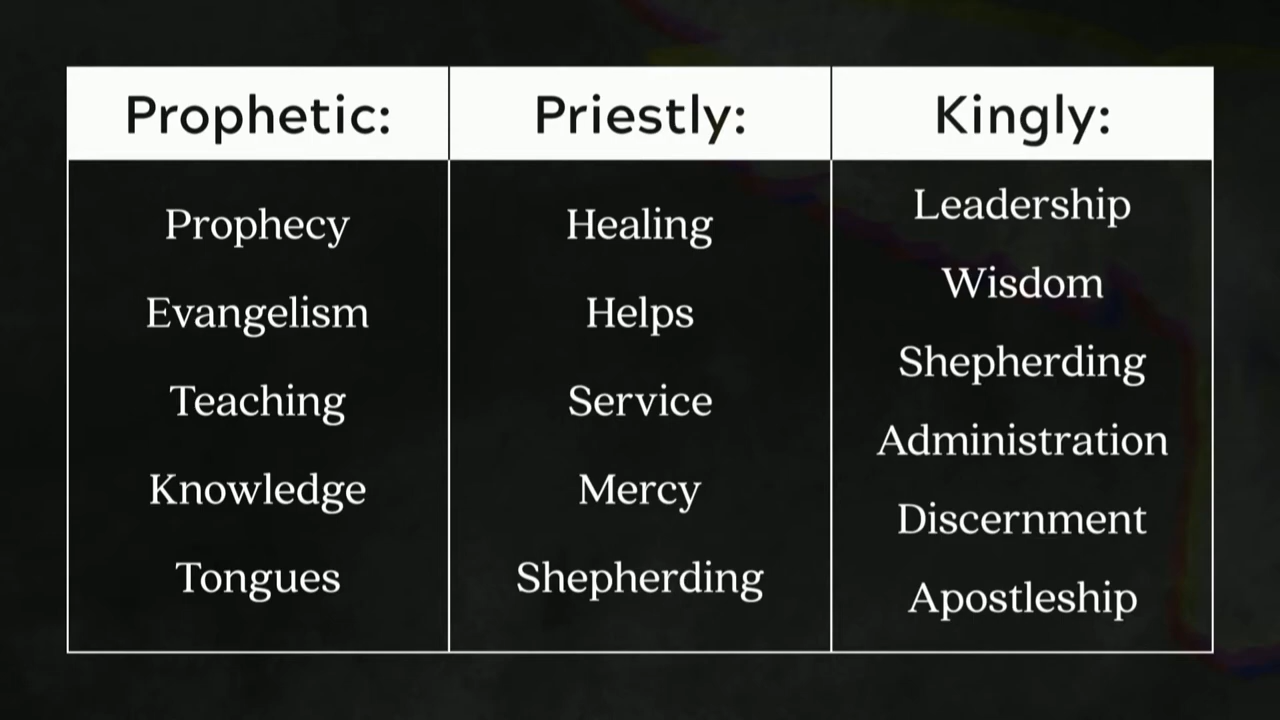 Prophetic:
Prophecy
Evangelism
Teaching
Knowledge
Tongues
Priestly:
Healing
Helps
Service
Mercy
Shepherding
Kingly:
Leadership
Wisdom
Shepherding
Administration
Discernment
Apostleship